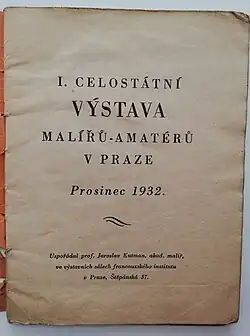 I. CELOSTÁTNÍ
VÝSTAVA
MALÍŘŮ-AMATÉRŮ
V PRAZE
Prosinec 1932.
Uspořádal prof. Jaroslav Kutman, akad. malíř,
ve výstavních sálech francouzského institutu
v Praze, Štěpánská 37.